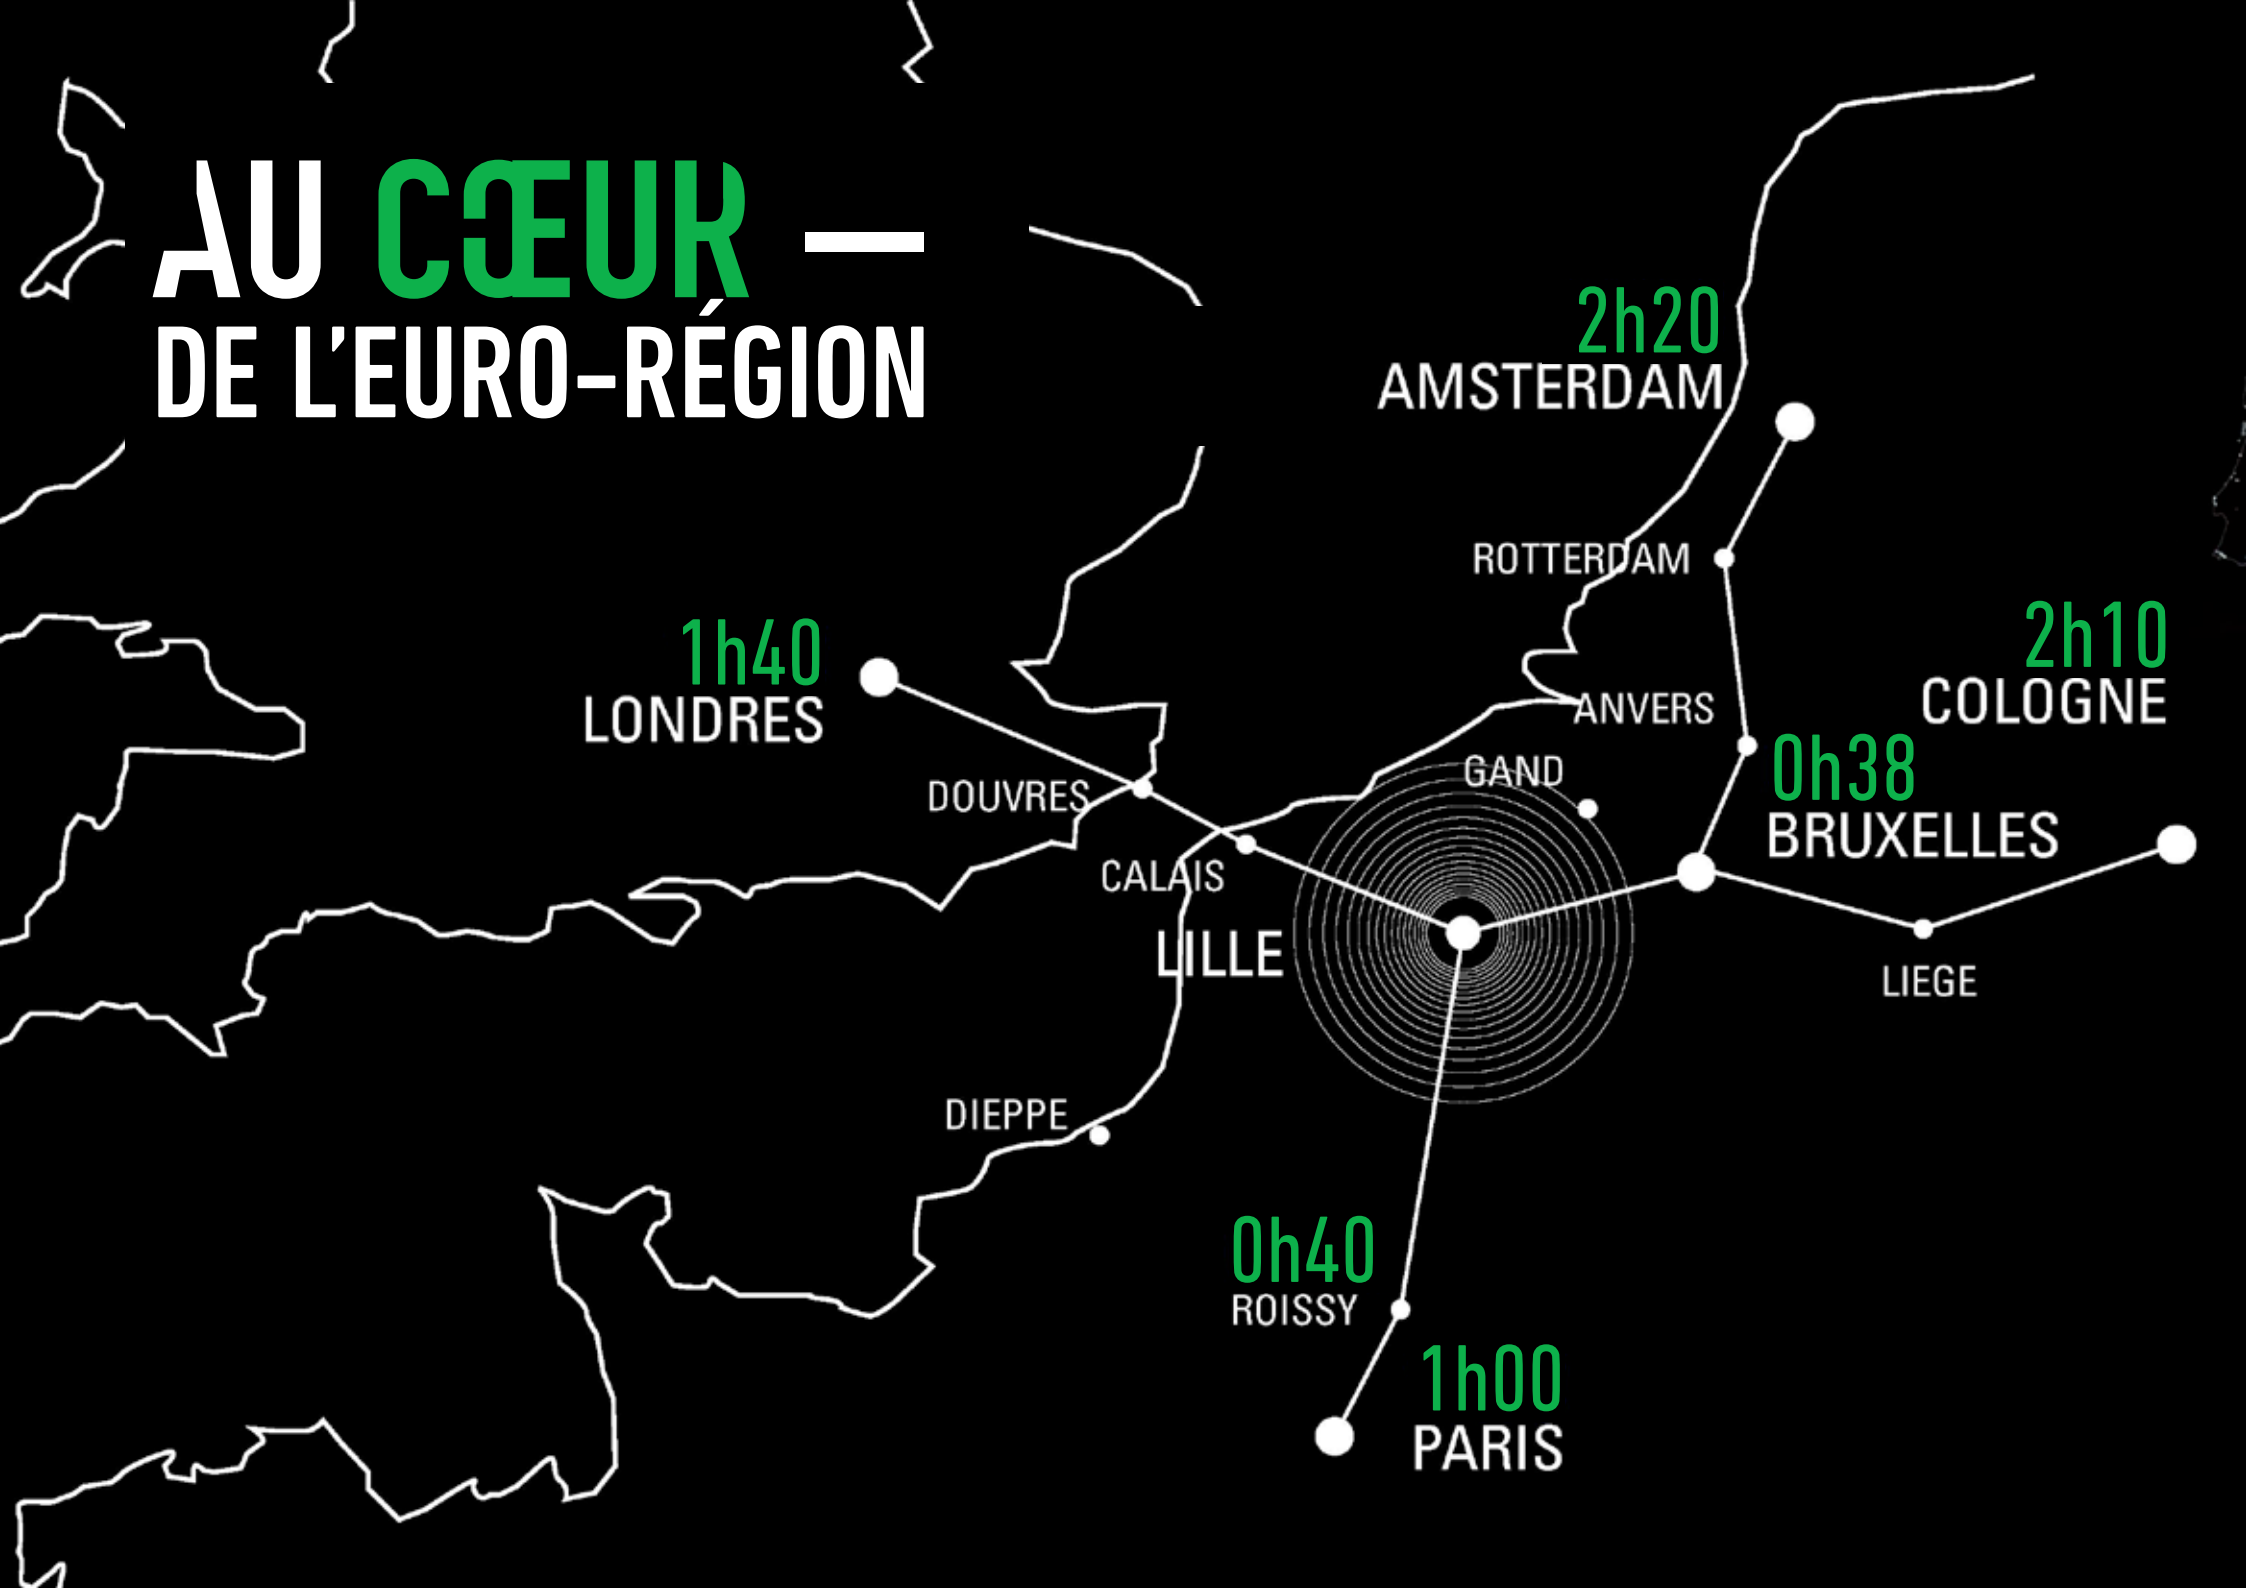 AU CŒUR —
DE L'EURO-RÉGION
2h20
AMSTERDAM
ROTTERDAM
2h10
COLOGNE
1h40
LONDRES
ANVERS
0h38
BRUXELLES
GAND
DOUVRES
CALAIS
LILLE
LIEGE
DIEPPE
0h40
ROISSY
1h00
PARIS